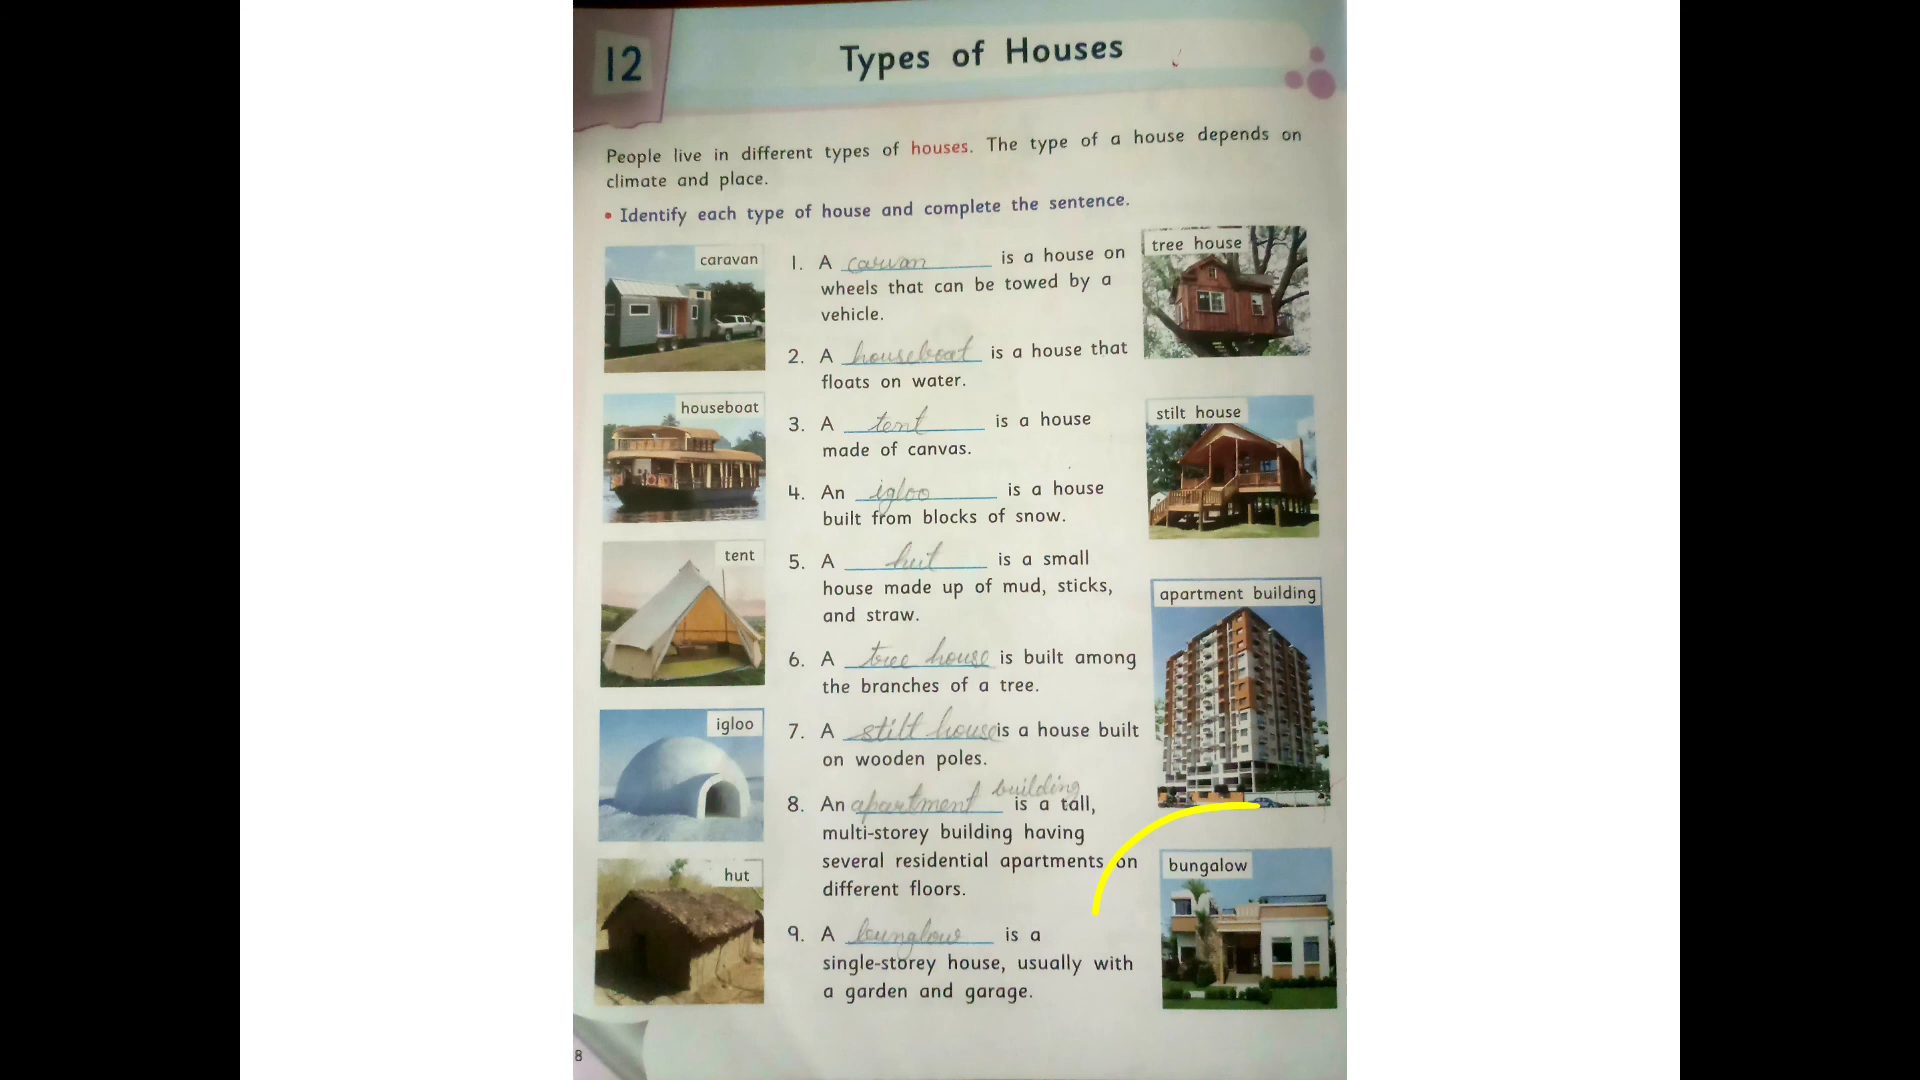 12
Types of Houses
People live in different types of houses. The type of a house depends on
climate and place.
• Identify each type of house and complete the sentence.
caravan
houseboat
tent
igloo
hut
1. A carvan is a house on
wheels that can be towed by a
vehicle.
2. A houseboat is a house that
floats on water.
3. A tent is a house
made of canvas.
4. An igloo is a house
built from blocks of snow.
5. A hut is a small
house made up of mud, sticks,
and straw.
6. A tree house is built among
the branches of a tree.
7. A stilt house is a house built
on wooden poles.
8. An apartment building is a tall,
multi-storey building having
several residential apartments on
different floors.
9. A bunglow is a
single-storey house, usually with
a garden and garage.
tree house
stilt house
apartment building
bungalow
8